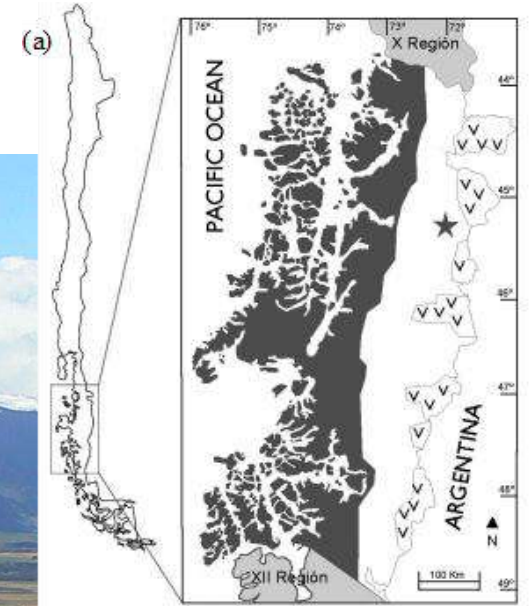 (a)
76° 75° 74° 73° 72°
X Región
PACIFIC OCEAN
44°
45°
46°
47°
48°
49°
ARGENTINA
N
100 Km
XII Región